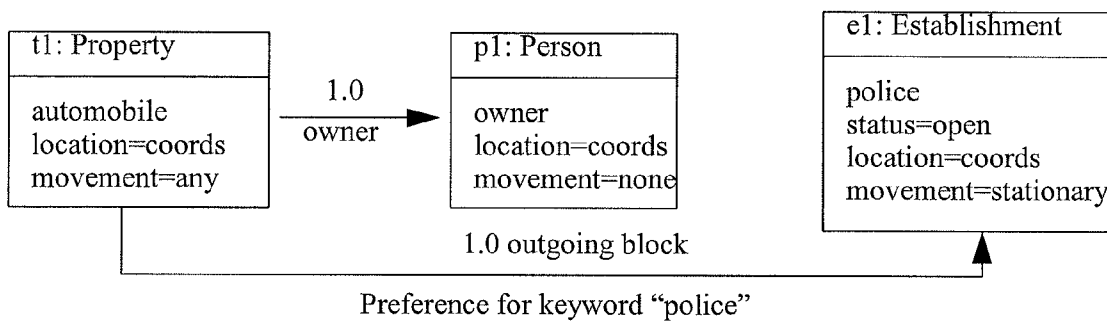 t1: Property
automobile
location=coords
movement=any
1.0
owner
p1: Person
owner
location=coords
movement=none
e1: Establishment
police
status=open
location=coords
movement=stationary
1.0 outgoing block
Preference for keyword “police”